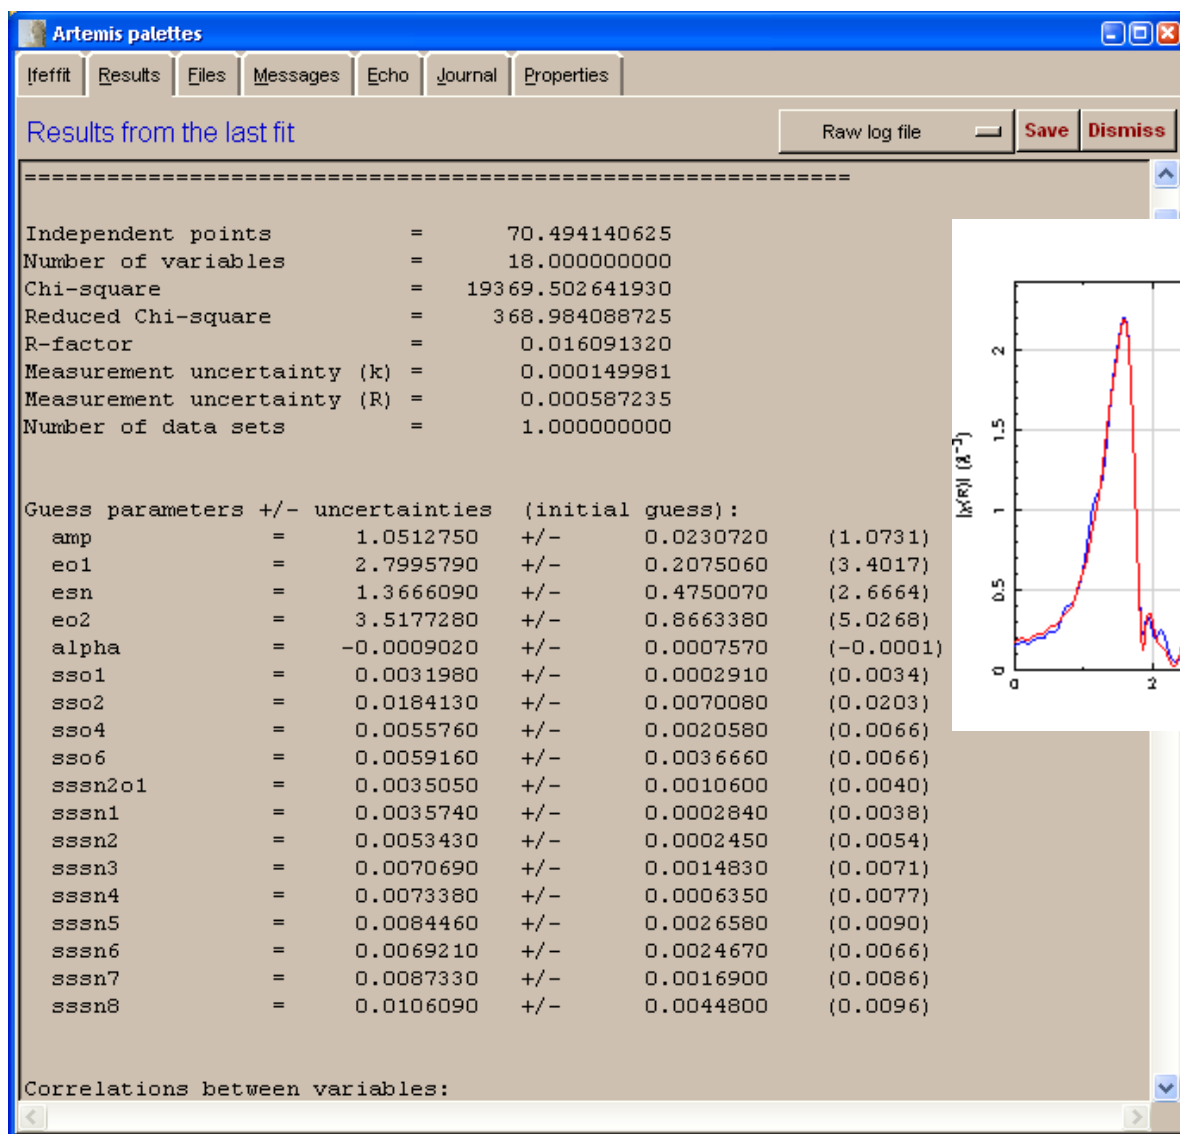 Artemis palettes
Ifeffit Results Files Messages Echo Journal Properties
Results from the last fit Raw log file Save Dismiss
============================================================
Independent points = 70.494140625
Number of variables = 18.000000000
Chi-square = 19369.502641930
Reduced Chi-square = 368.984088725
R-factor = 0.016091320
Measurement uncertainty (k) = 0.000149981
Measurement uncertainty (R) = 0.000587235
Number of data sets = 1.000000000
Guess parameters +/- uncertainties (initial guess):
amp = 1.0512750 +/- 0.0230720 (1.0731)
eo1 = 2.7995790 +/- 0.2075060 (3.4017)
esn = 1.3666090 +/- 0.4750070 (2.6664)
eo2 = 3.5177280 +/- 0.8663380 (5.0268)
alpha = -0.0009020 +/- 0.0007570 (-0.0001)
sso1 = 0.0031980 +/- 0.0002910 (0.0034)
sso2 = 0.0184130 +/- 0.0070080 (0.0203)
sso4 = 0.0055760 +/- 0.0020580 (0.0066)
sso6 = 0.0059160 +/- 0.0036660 (0.0066)
sssn2o1 = 0.0035050 +/- 0.0010600 (0.0040)
sssn1 = 0.0035740 +/- 0.0002840 (0.0038)
sssn2 = 0.0053430 +/- 0.0002450 (0.0054)
sssn3 = 0.0070690 +/- 0.0014830 (0.0071)
sssn4 = 0.0073380 +/- 0.0006350 (0.0077)
sssn5 = 0.0084460 +/- 0.0026580 (0.0090)
sssn6 = 0.0069210 +/- 0.0024670 (0.0066)
sssn7 = 0.0087330 +/- 0.0016900 (0.0086)
sssn8 = 0.0106090 +/- 0.0044800 (0.0096)
Correlations between variables:
|χ(R)| (Å⁻³)
2
1.5
1
0.5
0
0 2